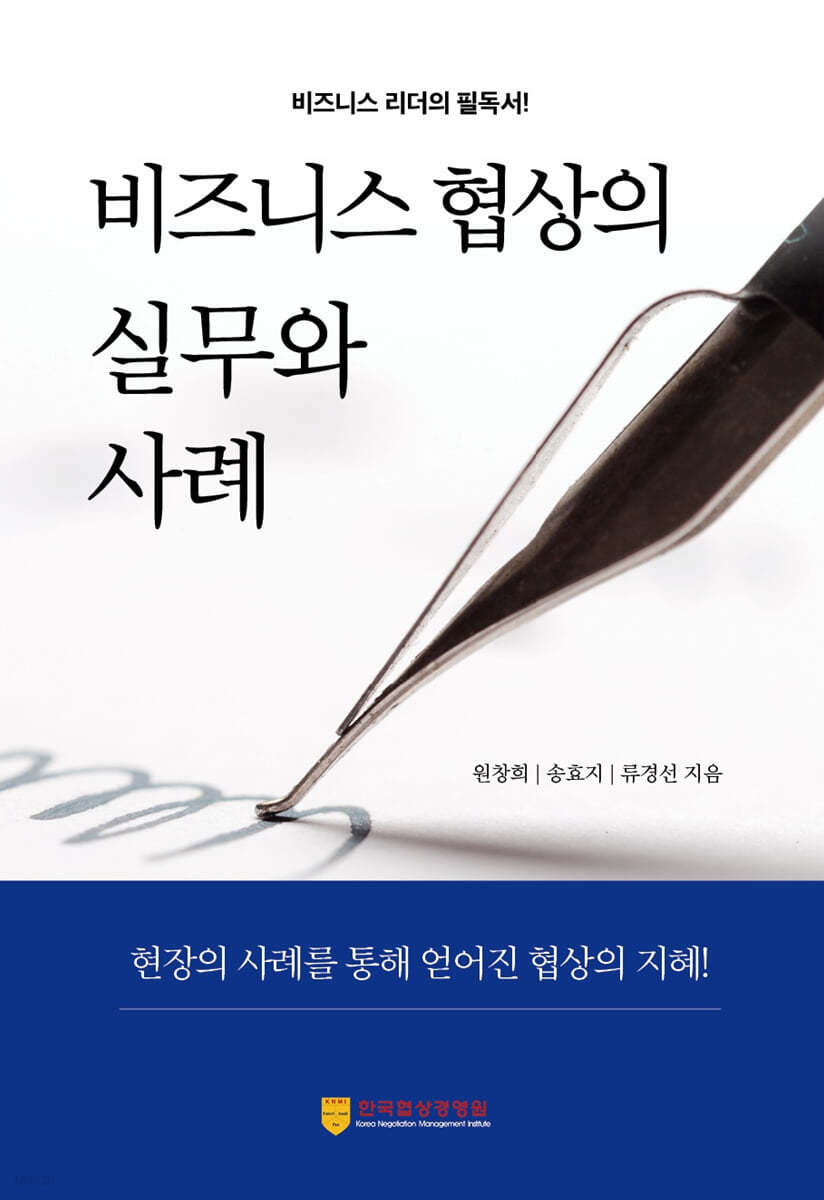 비즈니스 리더의 필독서!
비즈니스 협상의
실무와
사례
원창희 | 송효지 | 류경선 지음
현장의 사례를 통해 얻어진 협상의 지혜!
KNMI
한국협상경영원
Korea Negotiation Management Institute